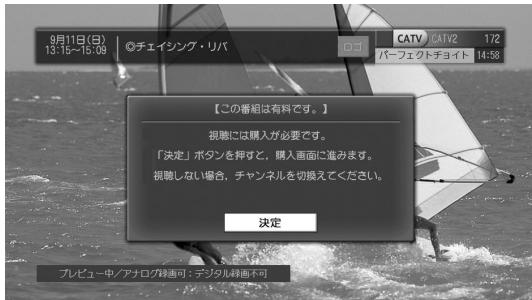 9月11日(日)
13:15~15:09
◎チェイシング・リバ
ロゴ
CATV CATV2 172
パーフェクトチョイト 14:58
【この番組は有料です。】
視聴には購入が必要です。
「決定」ボタンを押すと，購入画面に進みます。
視聴しない場合，チャンネルを切換えてください。
決定
プレビュー中／アナログ録画可：デジタル録画不可